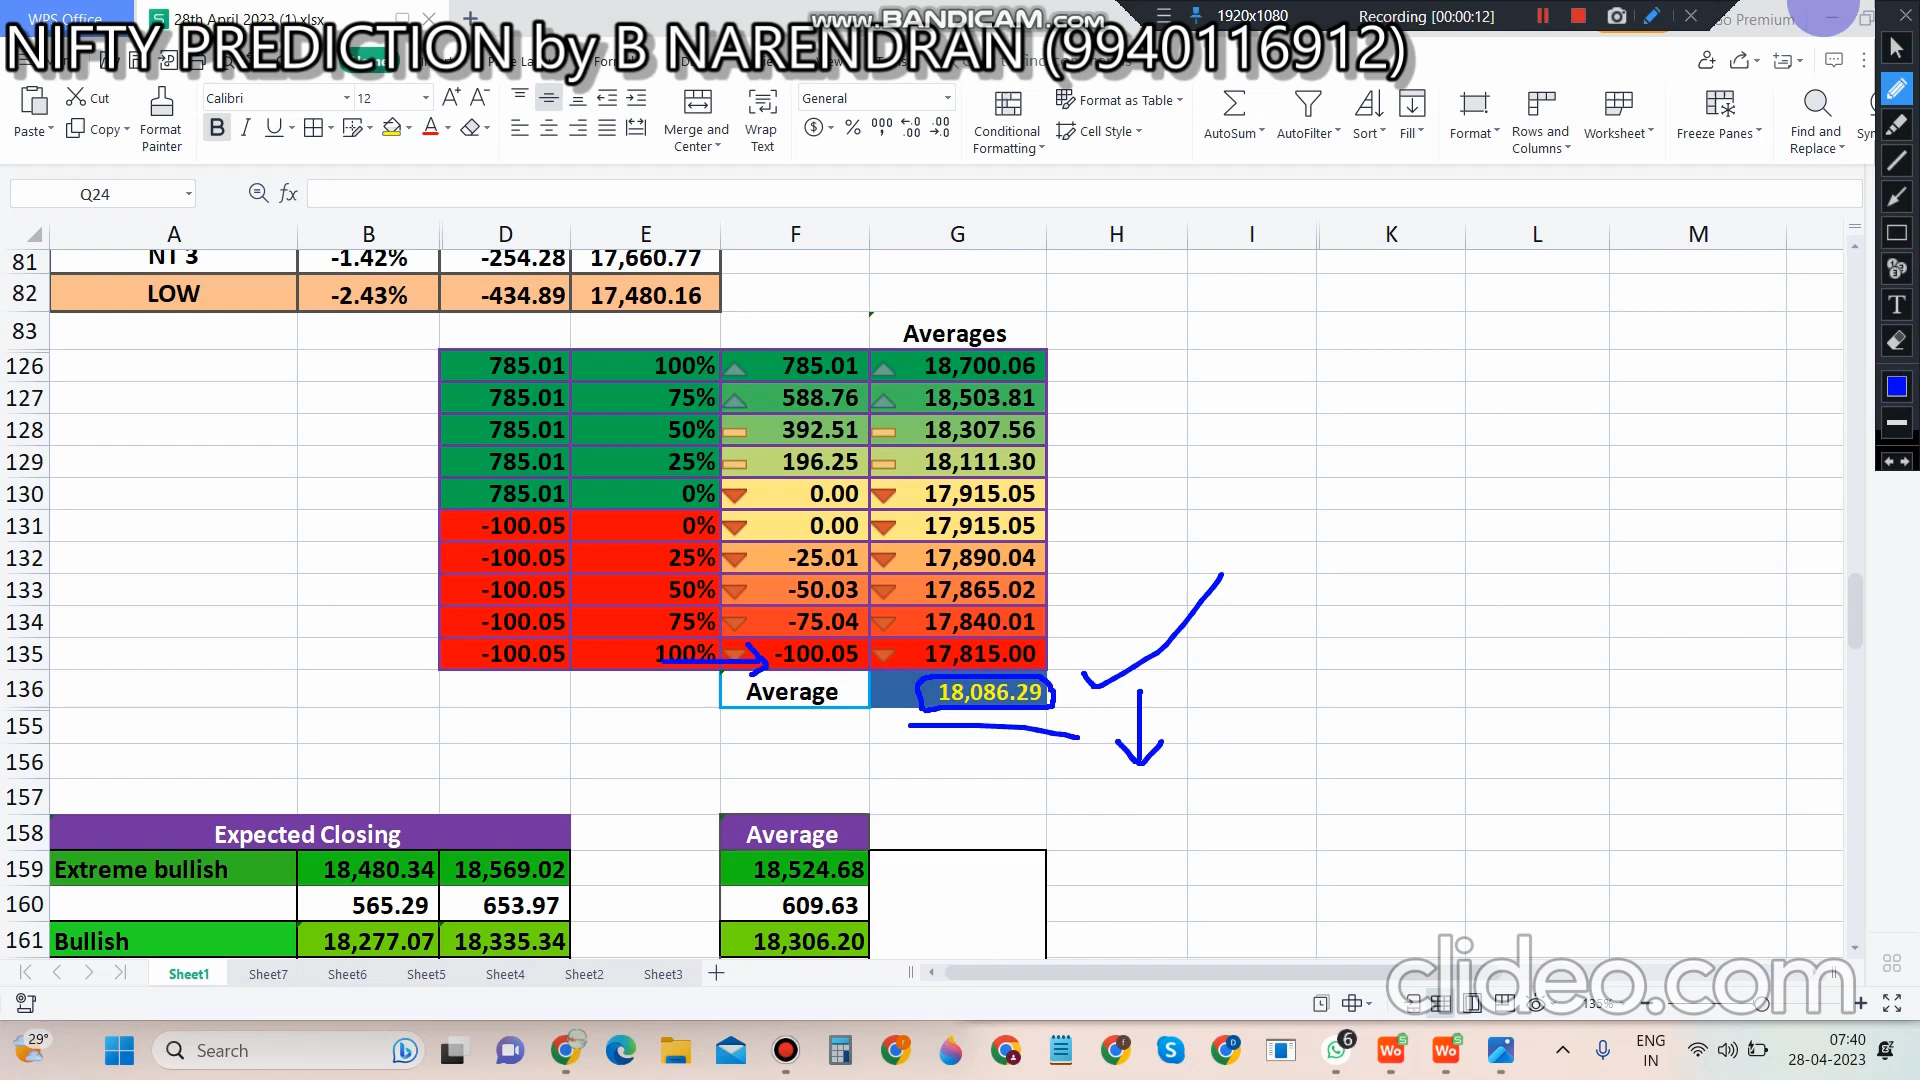 WPS Office
28th April 2023 (1).xlsx
www.BANDICAM.com
1920x1080
Recording [00:00:12]
Premium
NIFTY PREDICTION by B NARENDRAN (9940116912)
Cut
Calibri
12
General
Format as Table
Paste
Copy
Format
Painter
Merge and
Center
Wrap
Text
Conditional
Formatting
Cell Style
AutoSum
AutoFilter
Sort
Fill
Format
Rows and
Columns
Worksheet
Freeze Panes
Find and
Replace
Q24
fx
A B D E F G H I K L M
81 NT 3 -1.42% -254.28 17,660.77
82 LOW -2.43% -434.89 17,480.16
83 Averages
126 785.01 100% 785.01 18,700.06
127 785.01 75% 588.76 18,503.81
128 785.01 50% 392.51 18,307.56
129 785.01 25% 196.25 18,111.30
130 785.01 0% 0.00 17,915.05
131 -100.05 0% 0.00 17,915.05
132 -100.05 25% -25.01 17,890.04
133 -100.05 50% -50.03 17,865.02
134 -100.05 75% -75.04 17,840.01
135 -100.05 100% -100.05 17,815.00
136 Average 18,086.29
155
156
157
158 Expected Closing Average
159 Extreme bullish 18,480.34 18,569.02 18,524.68
160 565.29 653.97 609.63
161 Bullish 18,277.07 18,335.34 18,306.20
Sheet1 Sheet7 Sheet6 Sheet5 Sheet4 Sheet2 Sheet3
clideo.com
135%
29°
Search
6
ENG
IN
07:40
28-04-2023